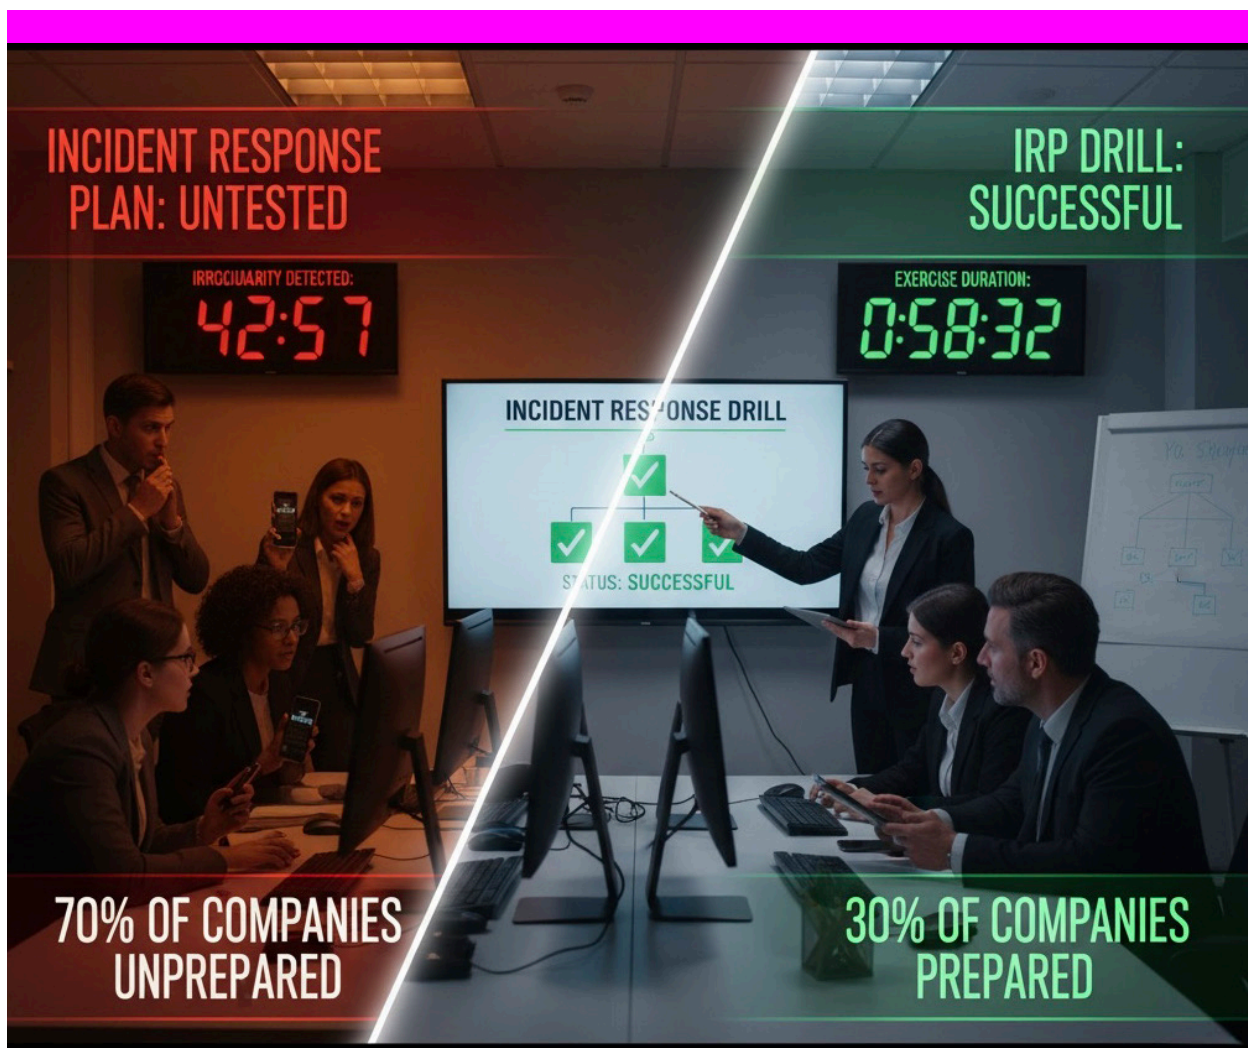 INCIDENT RESPONSE
PLAN: UNTESTED
IRP DRILL:
SUCCESSFUL
IRROCIUARITY DETECTED:
42:57
EXERCISE DURATION:
0:58:32
INCIDENT RESPONSE DRILL
STATUS: SUCCESSFUL
70% OF COMPANIES
UNPREPARED
30% OF COMPANIES
PREPARED